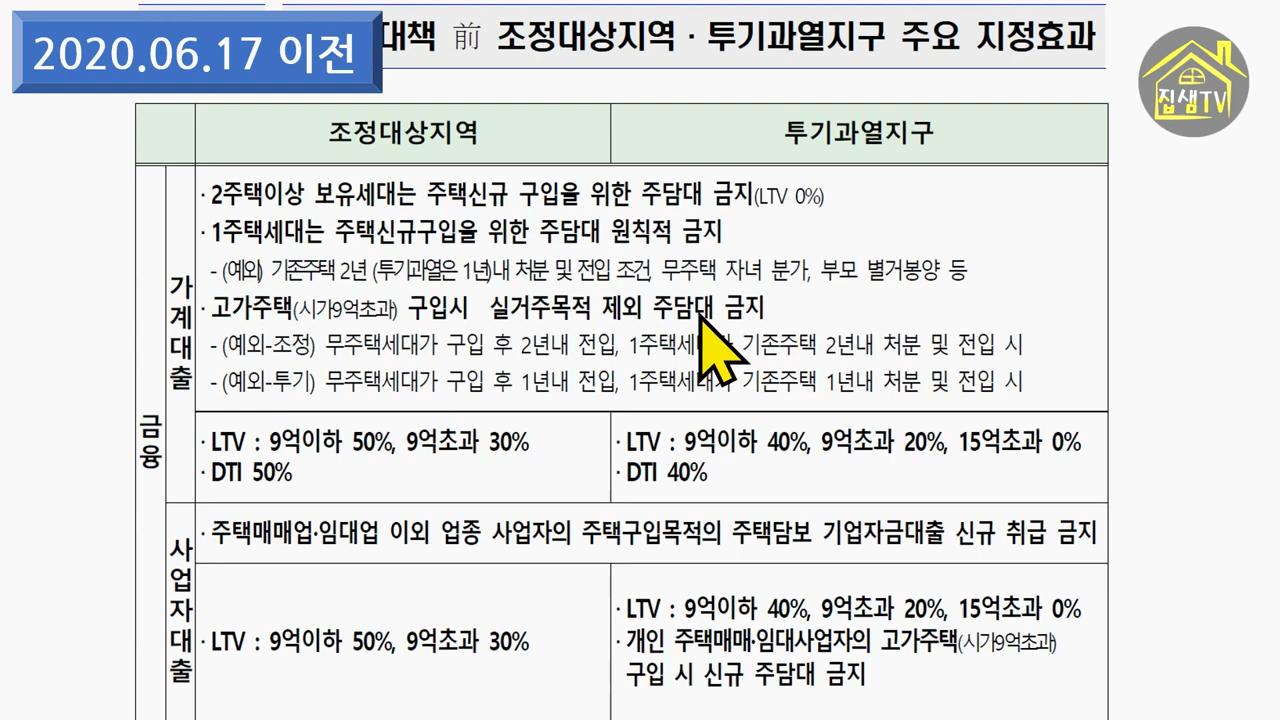 2020.06.17 이전
대책 前 조정대상지역 · 투기과열지구 주요 지정효과
집샘TV
조정대상지역 투기과열지구
금융
가계대출
· 2주택이상 보유세대는 주택신규 구입을 위한 주담대 금지(LTV 0%)
· 1주택세대는 주택신규구입을 위한 주담대 원칙적 금지
- (예외) 기존주택 2년 (투기과열은 1년)내 처분 및 전입 조건, 무주택 자녀 분가, 부모 별거봉양 등
· 고가주택(시가9억초과) 구입시 실거주목적 제외 주담대 금지
- (예외-조정) 무주택세대가 구입 후 2년내 전입, 1주택세 기존주택 2년내 처분 및 전입 시
- (예외-투기) 무주택세대가 구입 후 1년내 전입, 1주택세대가 기존주택 1년내 처분 및 전입 시
· LTV : 9억이하 50%, 9억초과 30%
· DTI 50%
· LTV : 9억이하 40%, 9억초과 20%, 15억초과 0%
· DTI 40%
사업자대출
· 주택매매업·임대업 이외 업종 사업자의 주택구입목적의 주택담보 기업자금대출 신규 취급 금지
· LTV : 9억이하 50%, 9억초과 30%
· LTV : 9억이하 40%, 9억초과 20%, 15억초과 0%
· 개인 주택매매·임대사업자의 고가주택(시가9억초과)
구입 시 신규 주담대 금지